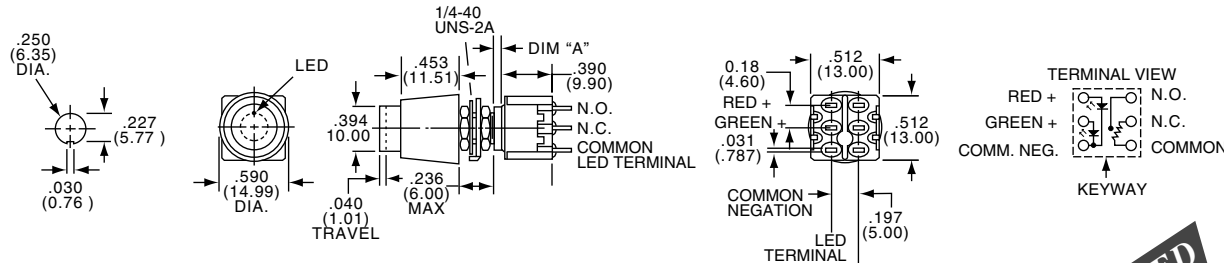 .250
(6.35)
DIA.
.227
(5.77 )
.030
(0.76 )
LED
.590
(14.99)
DIA.
1/4-40
UNS-2A
.453
(11.51)
DIM “A”
.390
(9.90)
.394
10.00
N.O.
N.C.
COMMON
LED TERMINAL
.236
(6.00)
MAX
.040
(1.01)
TRAVEL
.512
(13.00)
0.18
(4.60)
RED +
GREEN +
.031
(.787)
.512
(13.00)
COMMON
NEGATION
.197
(5.00)
LED
TERMINAL
TERMINAL VIEW
RED +
N.O.
GREEN +
N.C.
COMM. NEG.
COMMON
KEYWAY